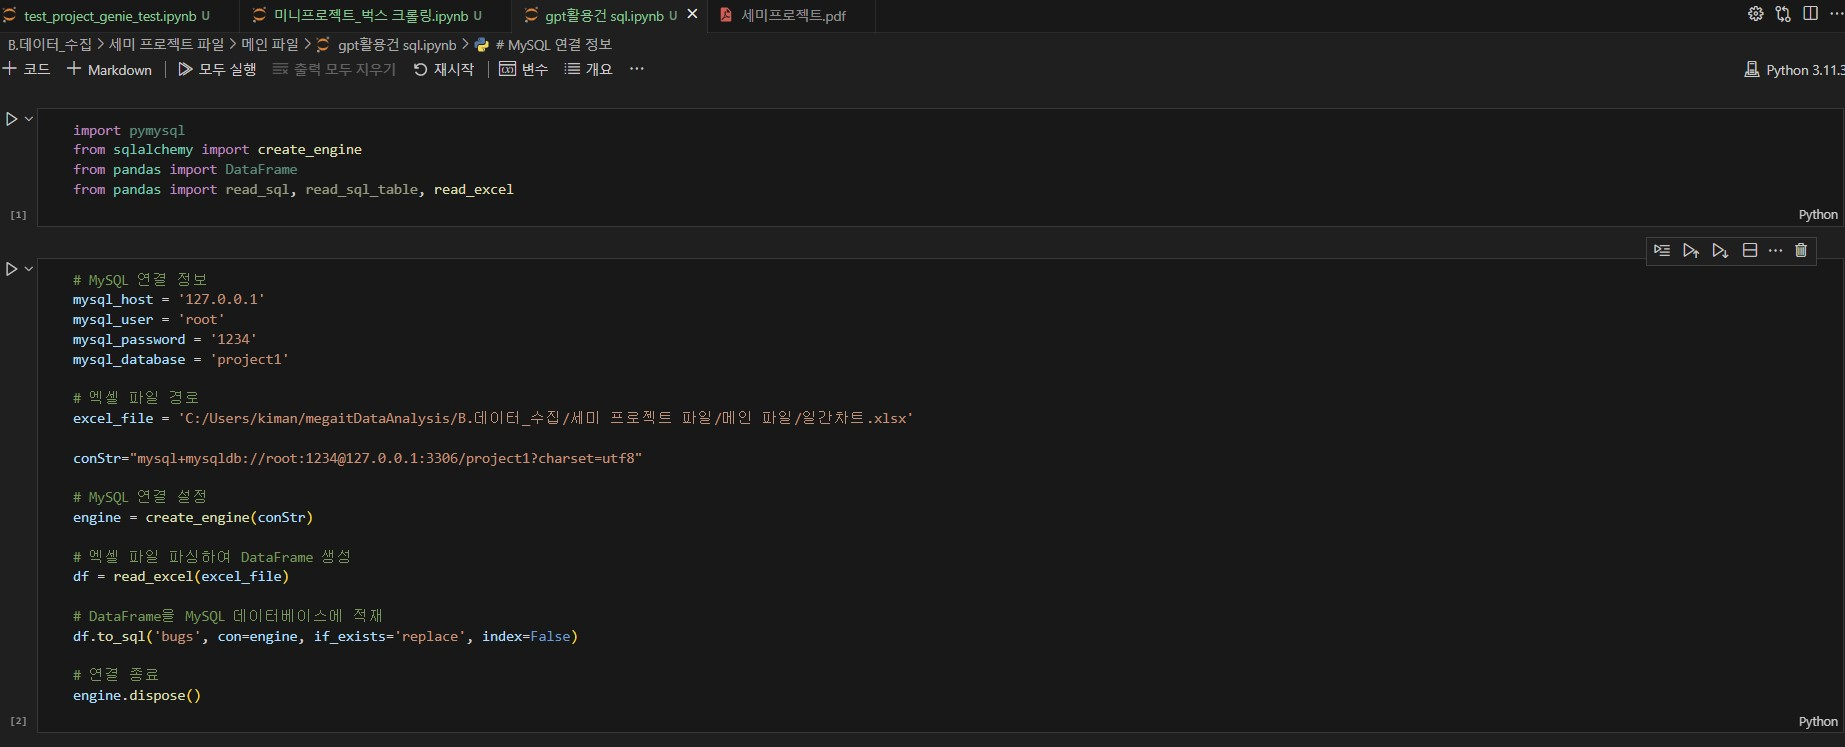 test_project_genie_test.ipynb U 미니프로젝트_벅스 크롤링.ipynb U gpt활용건 sql.ipynb U 세미프로젝트.pdf
B.데이터_수집 > 세미 프로젝트 파일 > 메인 파일 > gpt활용건 sql.ipynb > # MySQL 연결 정보
+ 코드 + Markdown 모두 실행 출력 모두 지우기 재시작 변수 개요 ··· Python 3.11.3
import pymysql
from sqlalchemy import create_engine
from pandas import DataFrame
from pandas import read_sql, read_sql_table, read_excel
[1] Python
# MySQL 연결 정보
mysql_host = '127.0.0.1'
mysql_user = 'root'
mysql_password = '1234'
mysql_database = 'project1'
# 엑셀 파일 경로
excel_file = 'C:/Users/kiman/megaitDataAnalysis/B.데이터_수집/세미 프로젝트 파일/메인 파일/일간차트.xlsx'
conStr="mysql+mysqldb://root:1234@127.0.0.1:3306/project1?charset=utf8"
# MySQL 연결 설정
engine = create_engine(conStr)
# 엑셀 파일 파싱하여 DataFrame 생성
df = read_excel(excel_file)
# DataFrame을 MySQL 데이터베이스에 적재
df.to_sql('bugs', con=engine, if_exists='replace', index=False)
# 연결 종료
engine.dispose()
[2] Python